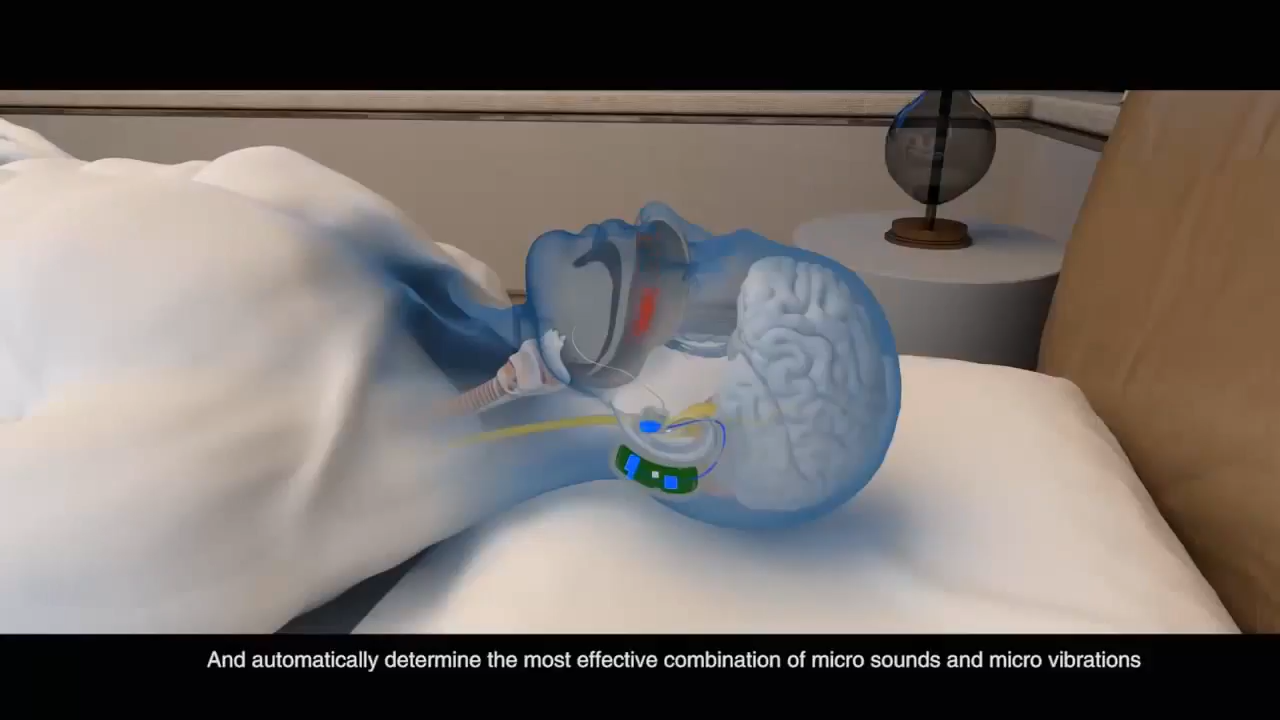 And automatically determine the most effective combination of micro sounds and micro vibrations